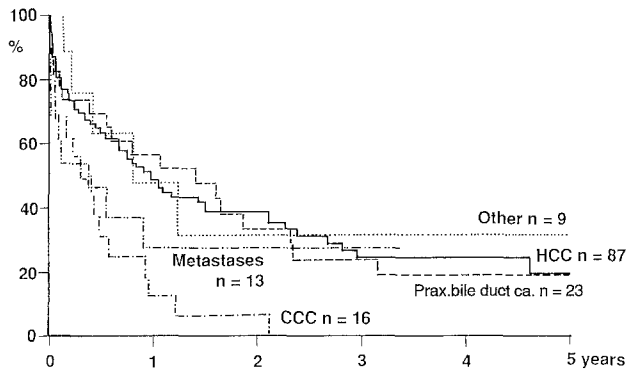 100
%
80
60
40
20
0
Other n = 9
HCC n = 87
Metastases
n = 13
Prax.bile duct ca. n = 23
CCC n = 16
0 1 2 3 4 5 years